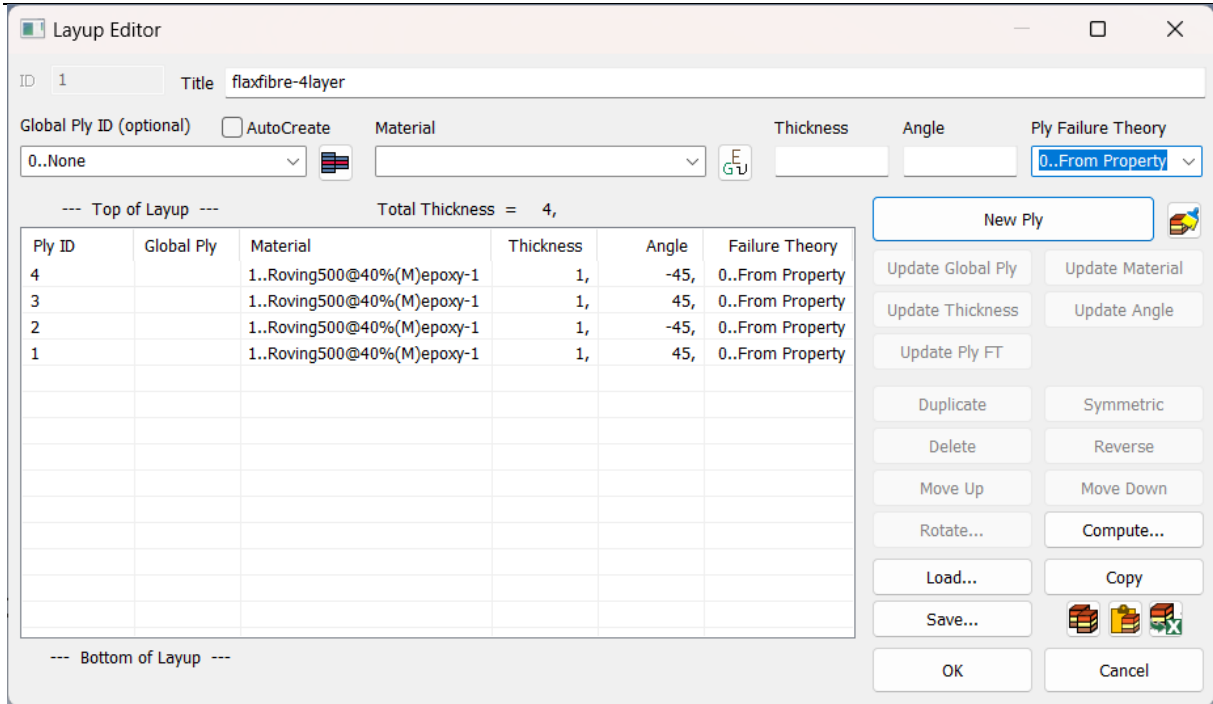 Layup Editor
ID 1 Title flaxfibre-4layer
Global Ply ID (optional) AutoCreate Material Thickness Angle Ply Failure Theory
0..None 0..From Property
--- Top of Layup --- Total Thickness = 4, New Ply
Ply ID Global Ply Material Thickness Angle Failure Theory
4 1..Roving500@40%(M)epoxy-1 1, -45, 0..From Property
3 1..Roving500@40%(M)epoxy-1 1, 45, 0..From Property
2 1..Roving500@40%(M)epoxy-1 1, -45, 0..From Property
1 1..Roving500@40%(M)epoxy-1 1, 45, 0..From Property
Update Global Ply Update Material
Update Thickness Update Angle
Update Ply FT
Duplicate Symmetric
Delete Reverse
Move Up Move Down
Rotate... Compute...
Load... Copy
Save...
--- Bottom of Layup ---
OK Cancel